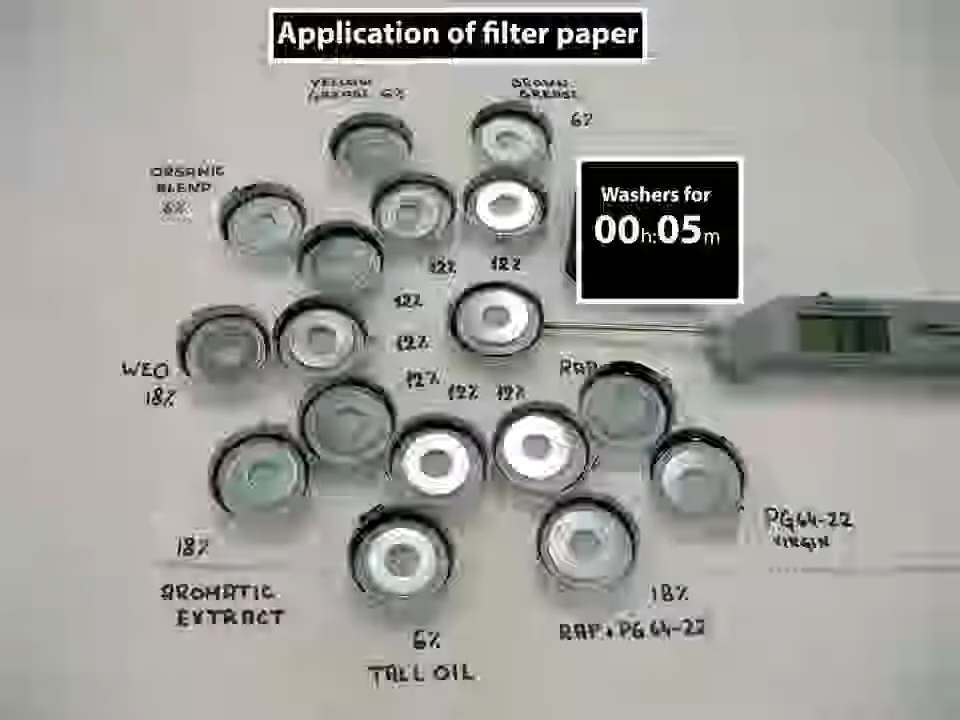 Application of filter paper
YELLOW
GREASE 6%
BROWN
GREASE
6%
ORGANIC
BLEND
6%
Washers for
00h:05m
12%
12%
12%
12%
12%
12%
12%
WEO
18%
RAP
PG64-22
VIRGIN
18%
AROMATIC
EXTRACT
18%
RAP+PG64-22
6%
TALL OIL